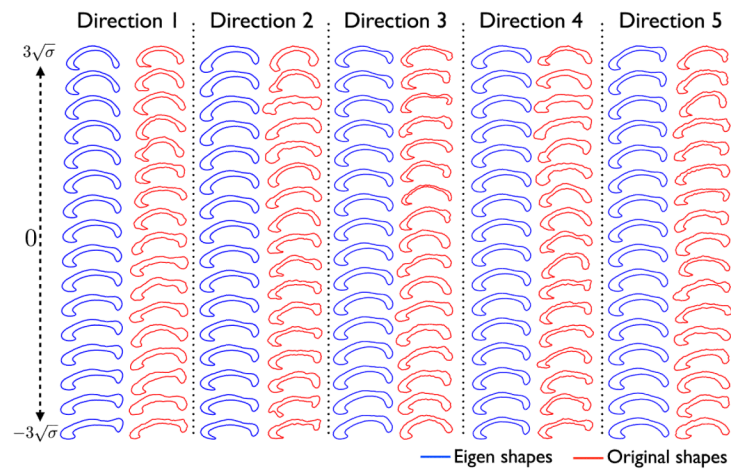 Direction 1 Direction 2 Direction 3 Direction 4 Direction 5
3√σ
0
−3√σ
Eigen shapes Original shapes